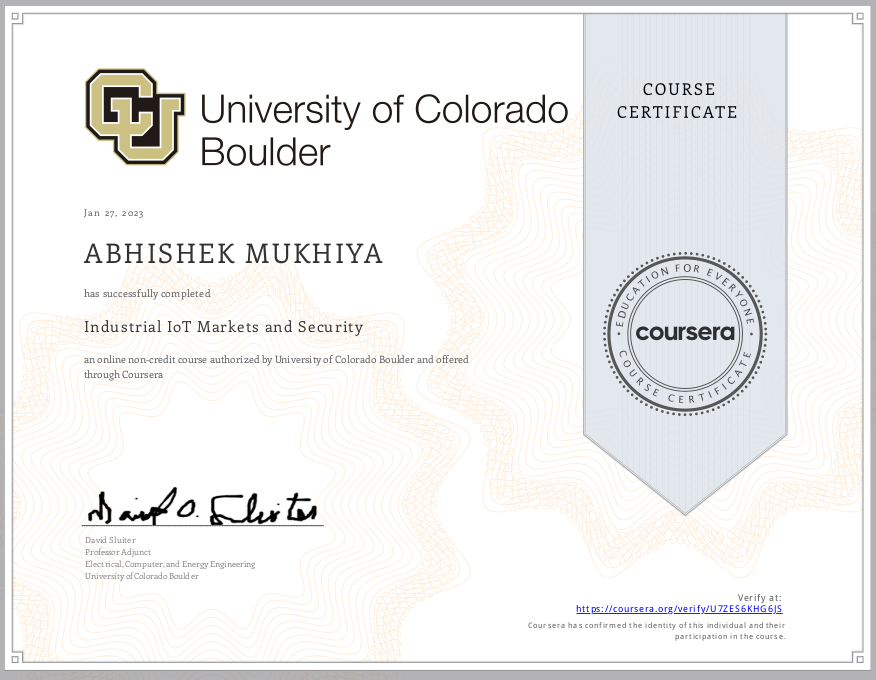 University of Colorado
Boulder
COURSE
CERTIFICATE
Jan 27, 2023
ABHISHEK MUKHIYA
has successfully completed
Industrial IoT Markets and Security
an online non-credit course authorized by University of Colorado Boulder and offered
through Coursera
EDUCATION FOR EVERYONE
coursera
COURSE CERTIFICATE
David O. Sluiter
David Sluiter
Professor Adjunct
Electrical, Computer, and Energy Engineering
University of Colorado Boulder
Verify at:
https://coursera.org/verify/U7ZES6KHG6JS
Coursera has confirmed the identity of this individual and their
participation in the course.